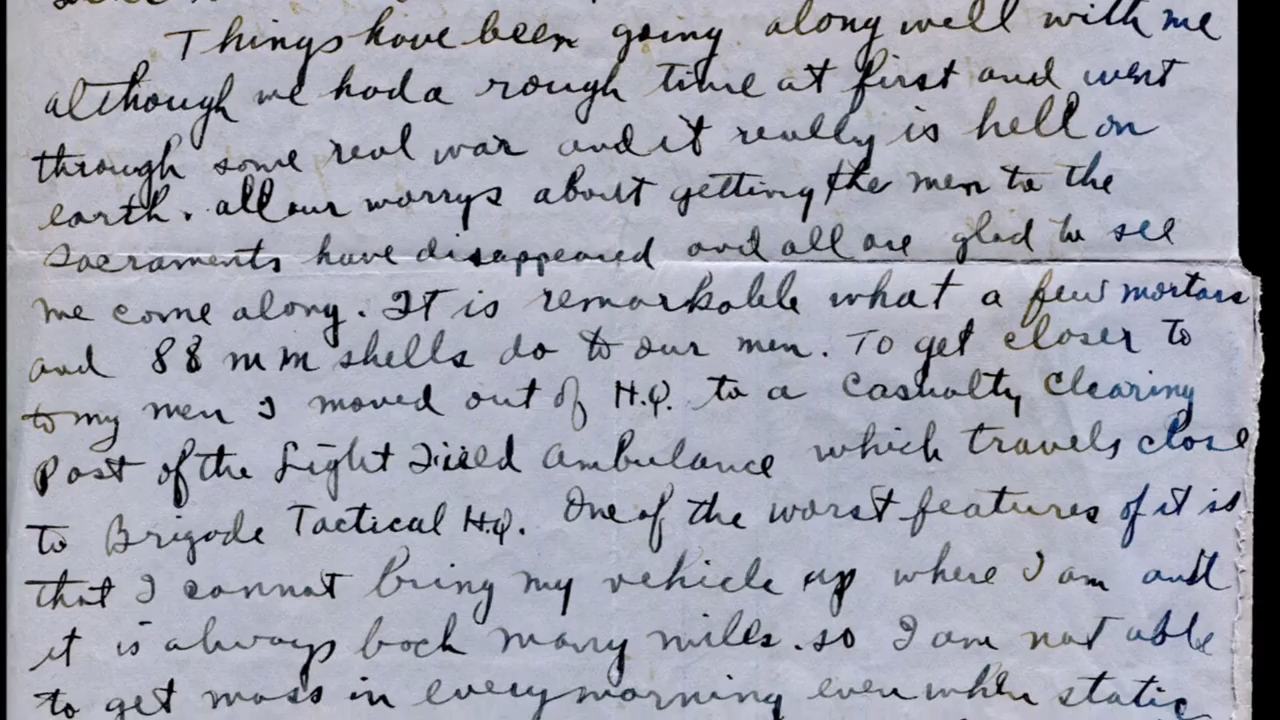 Things have been going along well with me
although we had a rough time at first and went
through some real war and it really is hell on
earth. all our worrys about getting the men to the
Sacraments have disappeared and all are glad to see
me come along. It is remarkable what a few mortars
and 88 mm shells do to our men. To get closer to
to my men I moved out of H.Q. to a Casualty Clearing
Post of the Light Field Ambulance which travels close
to Brigade Tactical H.Q. One of the worst features of it is
that I cannot bring my vehicle up where I am and
it is always back many miles. so I am not able
to get mass in every morning even when static